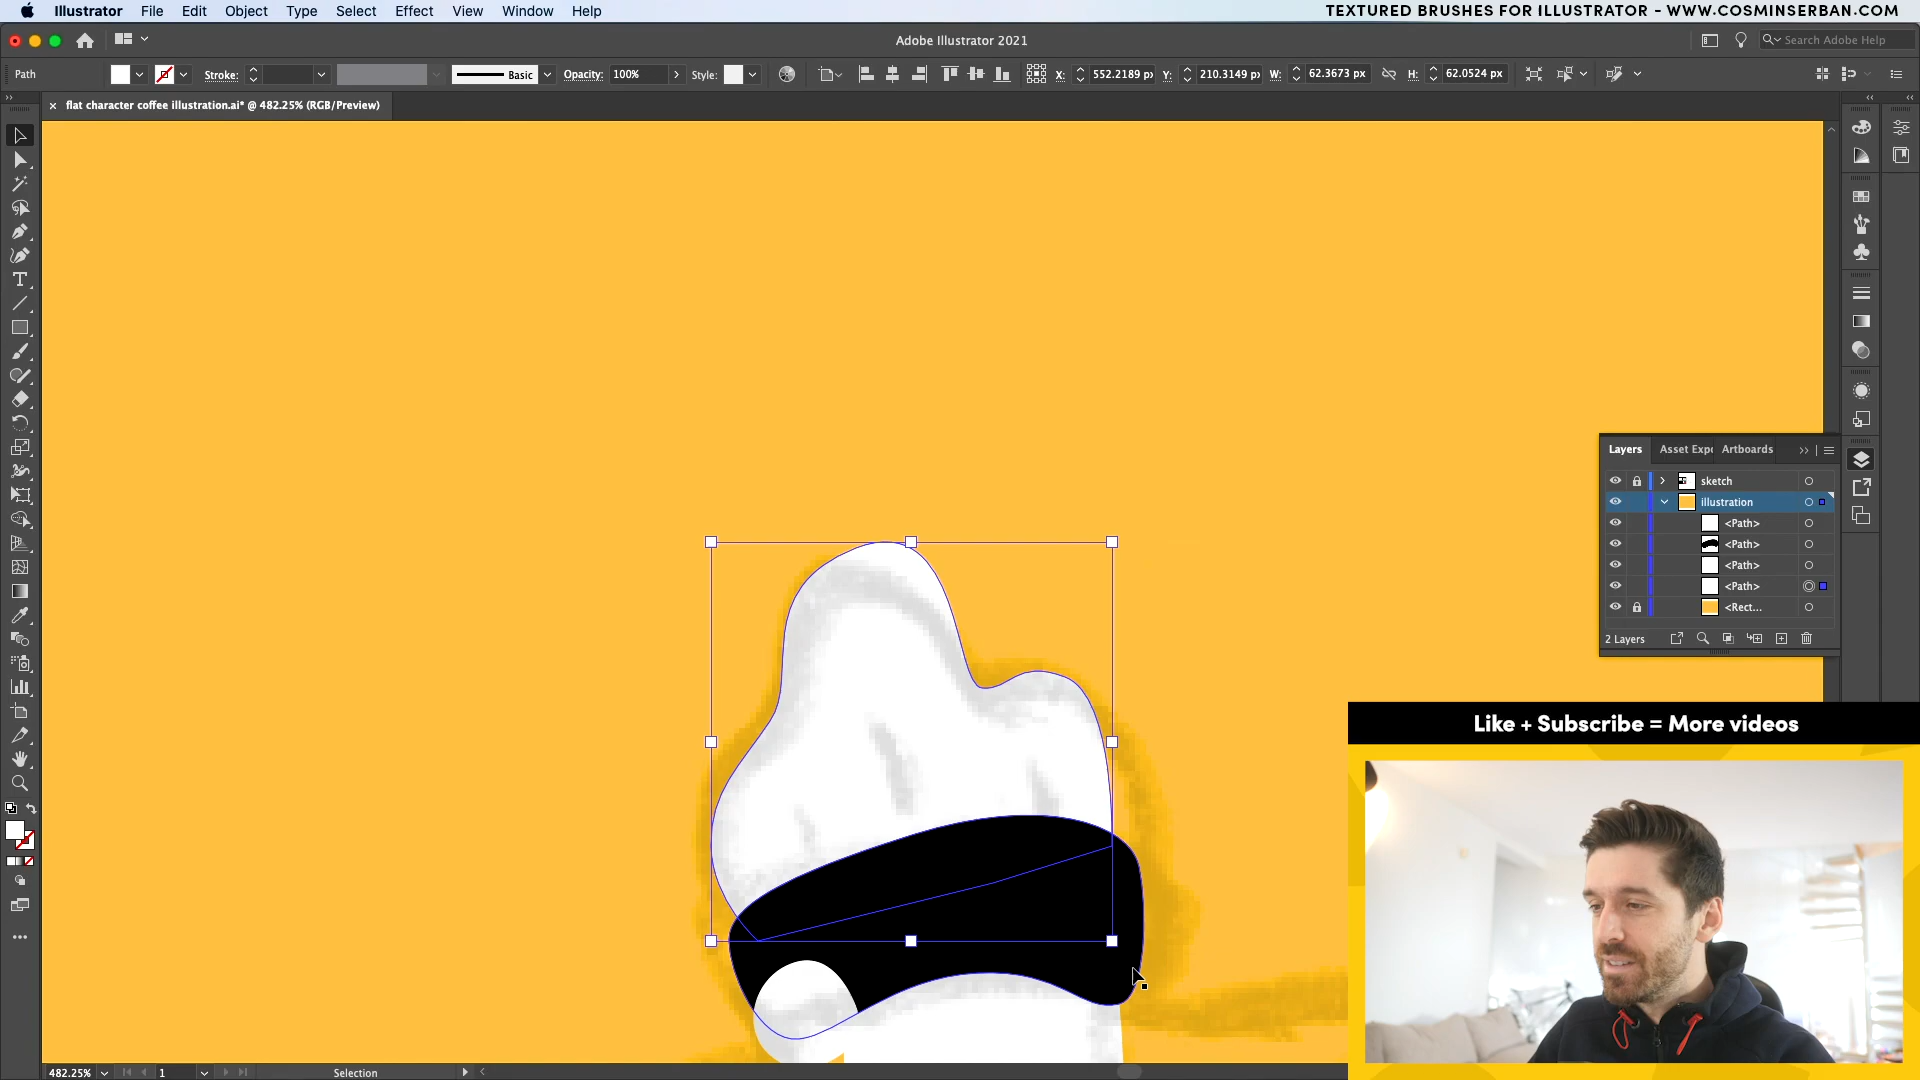 Illustrator File Edit Object Type Select Effect View Window Help
TEXTURED BRUSHES FOR ILLUSTRATOR - WWW.COSMINSERBAN.COM
Adobe Illustrator 2021
Search Adobe Help
Path
Stroke:
Basic
Opacity: 100%
Style:
X: 552.2189 px
Y: 210.3149 px
W: 62.3673 px
H: 62.0524 px
× flat character coffee illustration.ai* @ 482.25% (RGB/Preview)
Layers Asset Expo Artboards
sketch
illustration
<Path>
<Path>
<Path>
<Path>
<Rect...
2 Layers
Like + Subscribe = More videos
482.25%
1
Selection